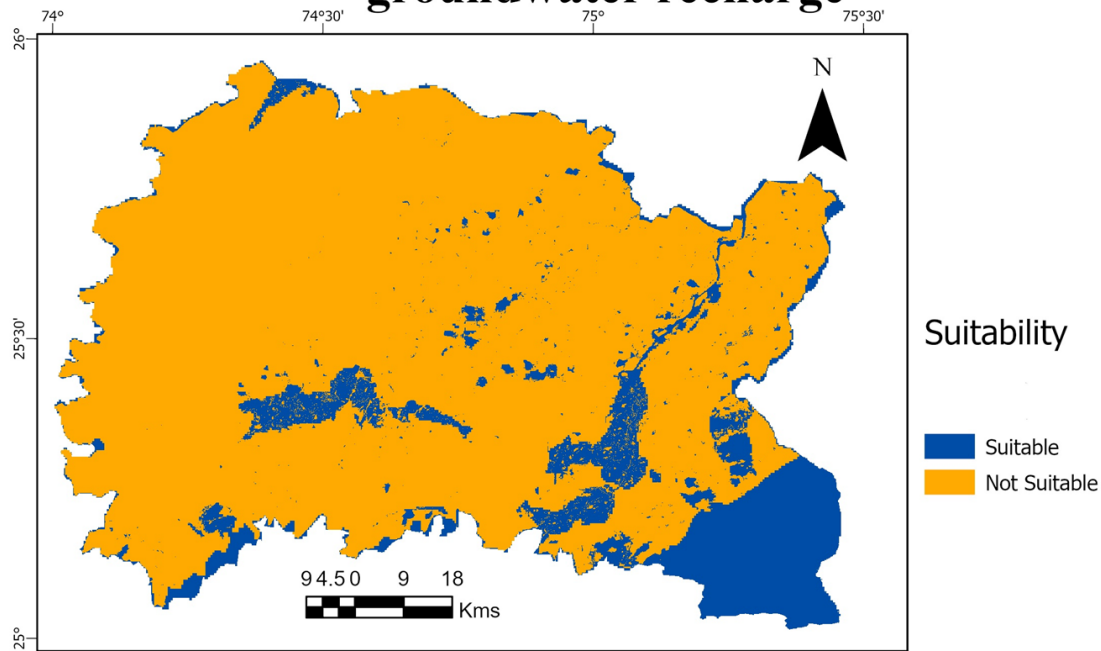 groundwater recharge
74° 74°30' 75° 75°30'
26°
N
25°30'
Suitability
Suitable
Not Suitable
9 4.5 0 9 18
Kms
25°